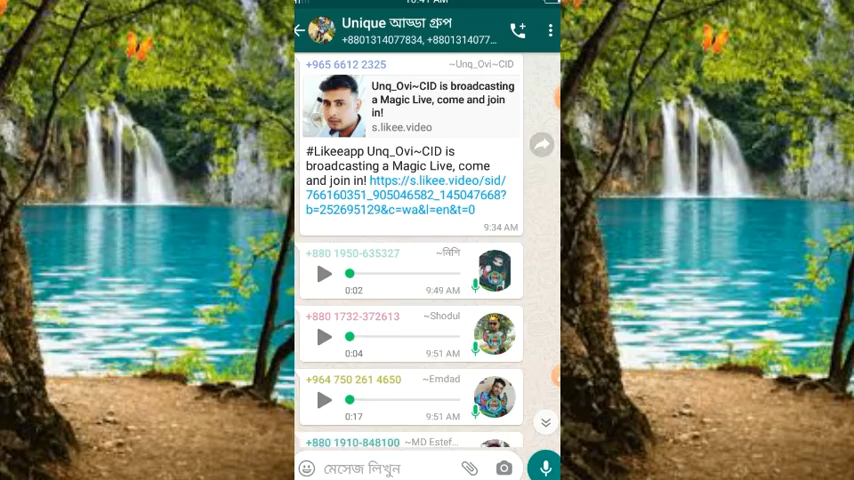 Unique আড্ডা গ্রুপ
+8801314077834, +8801314077...
+965 6612 2325 ~Unq_Ovi~CID
Unq_Ovi~CID is broadcasting
a Magic Live, come and join
in!
s.likee.video
#Likeeapp Unq_Ovi~CID is
broadcasting a Magic Live, come
and join in! https://s.likee.video/sid/
766160351_905046582_145047668?
b=252695129&c=wa&l=en&t=0
9:34 AM
+880 1950-635327 ~নিশি
0:02 9:49 AM
+880 1732-372613 ~Shodul
0:04 9:51 AM
+964 750 261 4650 ~Emdad
0:17 9:51 AM
+880 1910-848100 ~MD Estef...
মেসেজ লিখুন